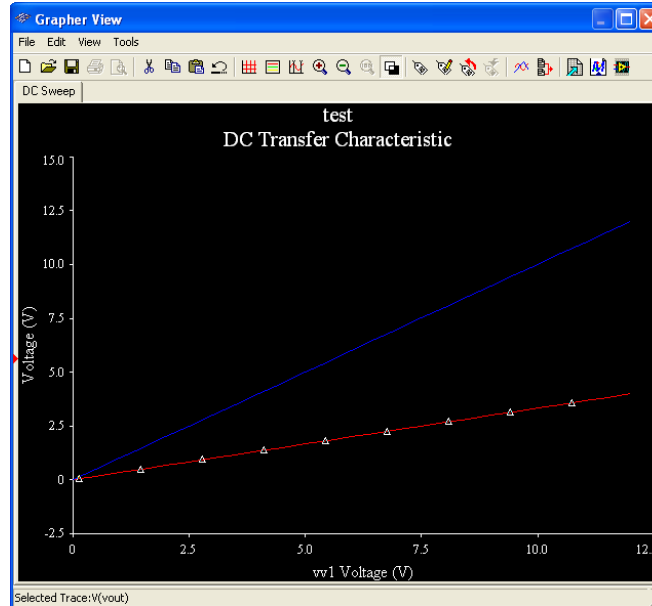 Grapher View
File Edit View Tools
DC Sweep
test
DC Transfer Characteristic
15.0
12.5
10.0
7.5
5.0
2.5
0
-2.5
Voltage (V)
0 2.5 5.0 7.5 10.0 12.
vv1 Voltage (V)
Selected Trace:V(vout)